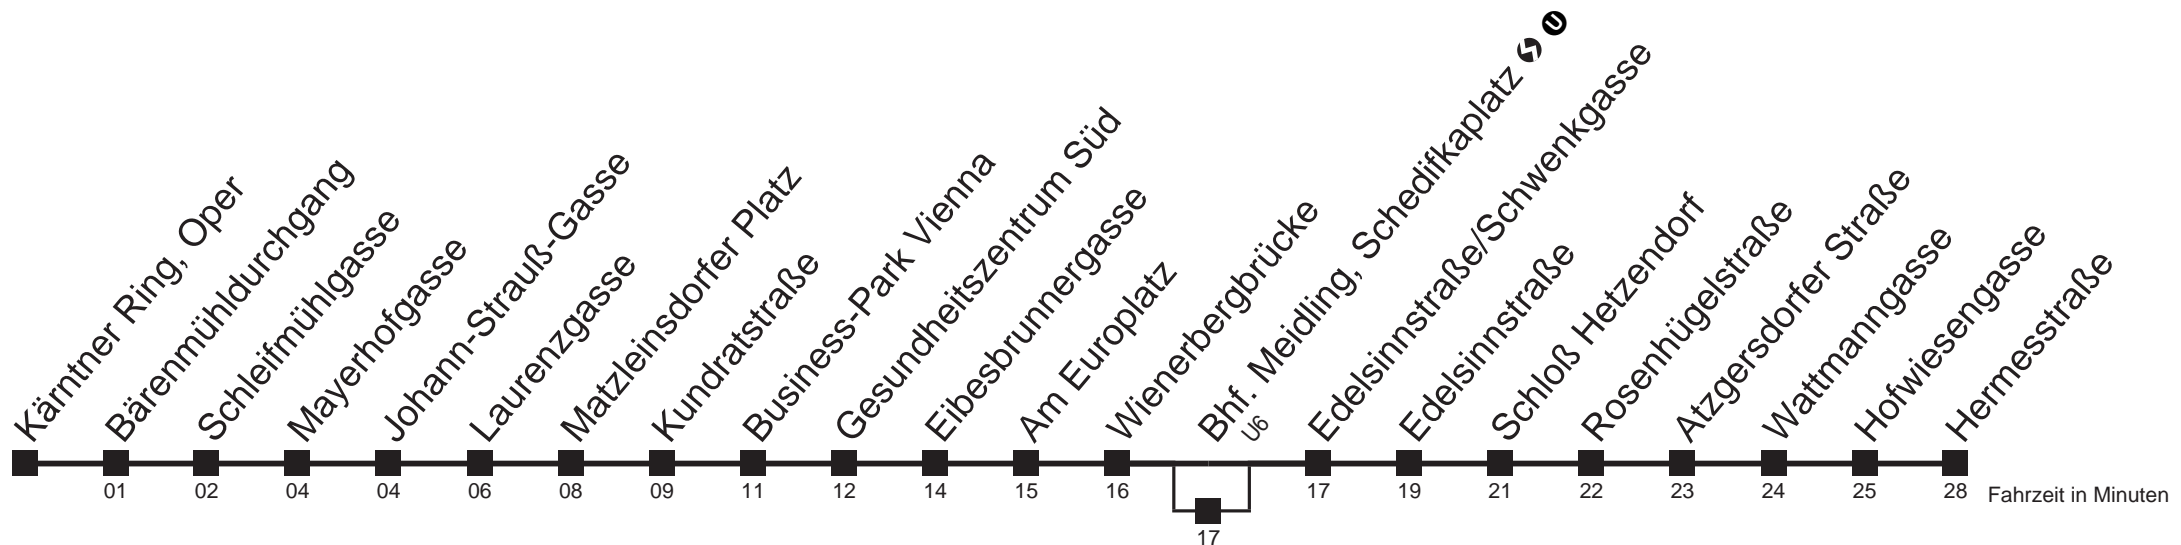 Kärntner Ring, Oper
Bärenmühldurchgang
Schleifmühlgasse
Mayerhofgasse
Johann-Strauß-Gasse
Laurenzgasse
Matzleinsdorfer Platz
Kundratstraße
Business-Park Vienna
Gesundheitszentrum Süd
Eibesbrunnergasse
Am Europlatz
Wienerbergbrücke
Bhf. Meidling, Schedifkaplatz U
U6
Edelsinnstraße/Schwenkgasse
Edelsinnstraße
Schloß Hetzendorf
Rosenhügelstraße
Atzgersdorfer Straße
Wattmanngasse
Hofwiesengasse
Hermesstraße
01 02 04 04 06 08 09 11 12 14 15 16 17 19 21 22 23 24 25 28 Fahrzeit in Minuten
17